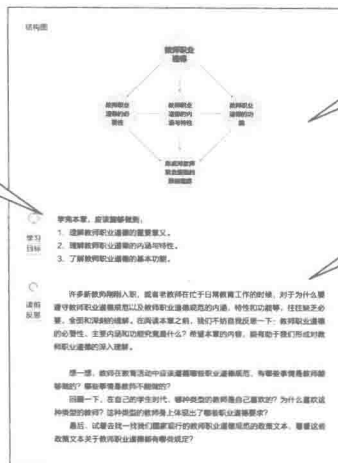 结构图
教师职业
道德
教师职业
道德的必
要性
教师职业
道德的内
涵与特性
教师职业
道德的功
能
形成对教师
职业道德的
学完本章，应该能够做到：
1. 理解教师职业道德的重要意义。
2. 理解教师职业道德的内涵与特性。
3. 了解教师职业道德的基本功能。
学习
目标
读前
反思
许多新教师刚刚入职，或者老教师在忙于日常教育工作的时候，对于为什么要
遵守教师职业道德规范以及教师职业道德规范的内涵、特性和功能等，往往缺乏必
要、全面和深刻的理解。在阅读本章之前，我们不妨自我反思一下：教师职业道德
的必要性、主要内涵和功能究竟是什么？希望本章的内容，能有助于我们形成对教
师职业道德的深入理解。
想一想，教师在教育活动中应该遵循哪些职业道德规范，有哪些事情是教师能
够做的？哪些事情是教师不能做的？
回顾一下，在自己的学生时代，哪种类型的教师是自己喜欢的？为什么喜欢这
种类型的教师？这种类型的教师身上体现出了哪些职业道德要求？
最后，试着去找一找我们国家现行的教师职业道德规范的政策文本，看看这些
政策文本关于教师职业道德都有哪些规定？